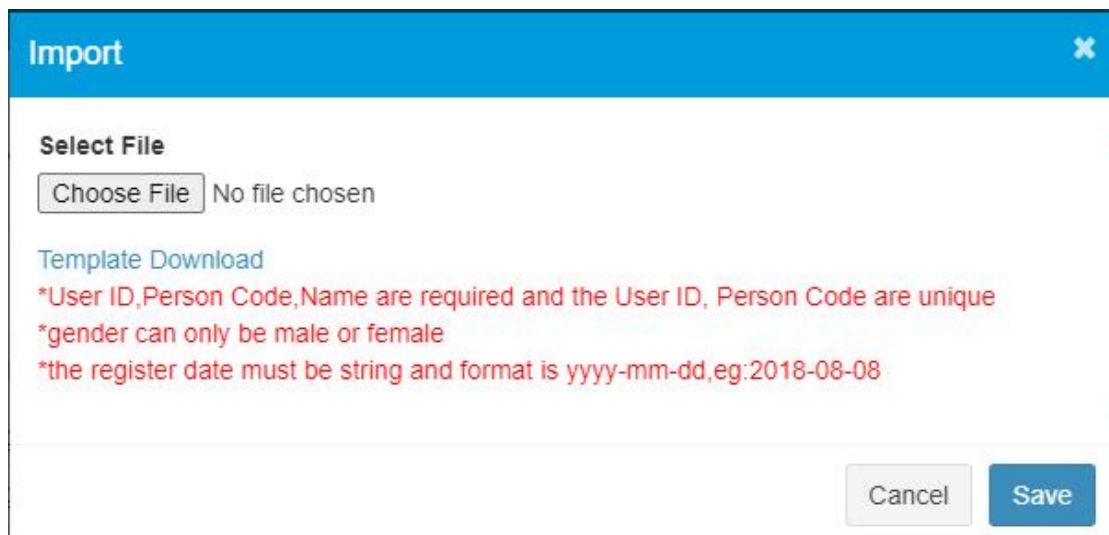 Import
Select File
Choose File No file chosen
Template Download
*User ID,Person Code,Name are required and the User ID, Person Code are unique
*gender can only be male or female
*the register date must be string and format is yyyy-mm-dd,eg:2018-08-08
Cancel Save